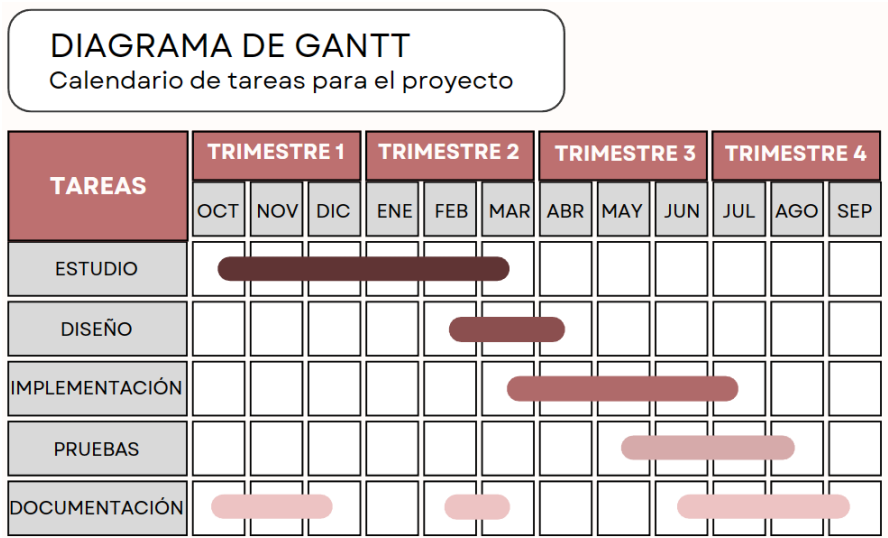 DIAGRAMA DE GANTT
Calendario de tareas para el proyecto
TAREAS
TRIMESTRE 1 TRIMESTRE 2 TRIMESTRE 3 TRIMESTRE 4
OCT NOV DIC ENE FEB MAR ABR MAY JUN JUL AGO SEP
ESTUDIO
DISEÑO
IMPLEMENTACIÓN
PRUEBAS
DOCUMENTACIÓN